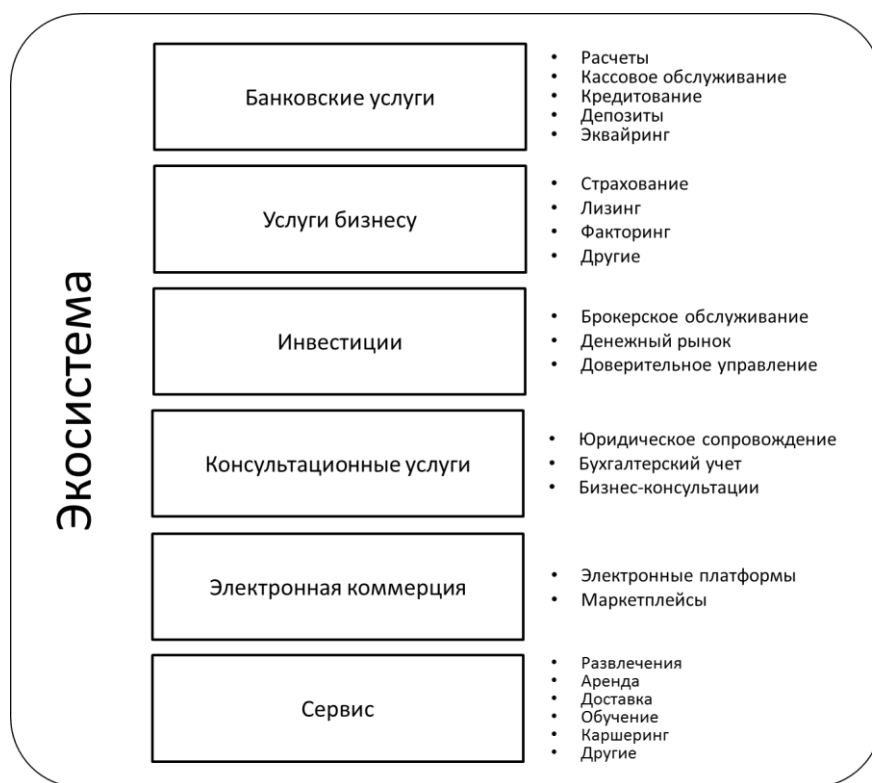 Экосистема
Банковские услуги
• Расчеты
• Кассовое обслуживание
• Кредитование
• Депозиты
• Эквайринг
Услуги бизнесу
• Страхование
• Лизинг
• Факторинг
• Другие
Инвестиции
• Брокерское обслуживание
• Денежный рынок
• Доверительное управление
Консультационные услуги
• Юридическое сопровождение
• Бухгалтерский учет
• Бизнес-консультации
Электронная коммерция
• Электронные платформы
• Маркетплейсы
Сервис
• Развлечения
• Аренда
• Доставка
• Обучение
• Каршеринг
• Другие